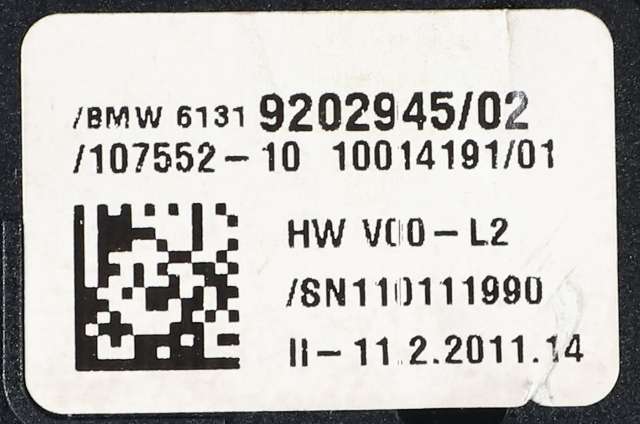 /BMW 6131 9202945/02
/107552-10 10014191/01
HW V00-L2
/SN110111990
II-11.2.2011.14